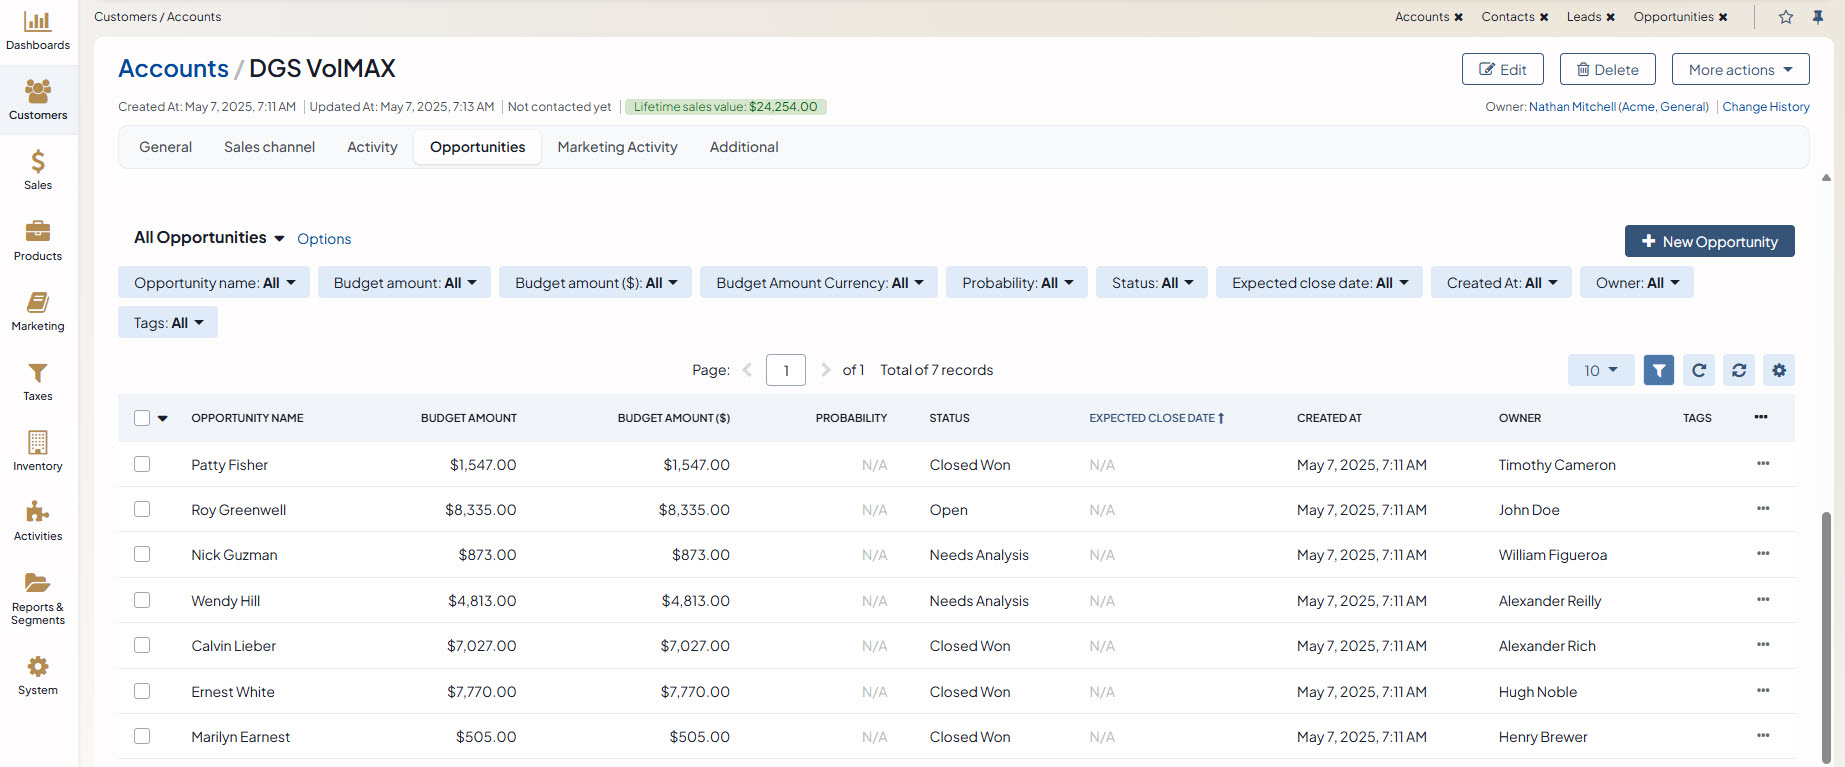 Dashboards
Customers
Sales
Products
Marketing
Taxes
Inventory
Activities
Reports &
Segments
System
Customers / Accounts
Accounts ✖ Contacts ✖ Leads ✖ Opportunities ✖
Accounts / DGS VolMAX
Edit Delete More actions
Created At: May 7, 2025, 7:11 AM | Updated At: May 7, 2025, 7:13 AM | Not contacted yet | Lifetime sales value: $24,254.00
Owner: Nathan Mitchell (Acme, General) | Change History
General Sales channel Activity Opportunities Marketing Activity Additional
All Opportunities Options
+ New Opportunity
Opportunity name: All Budget amount: All Budget amount ($): All Budget Amount Currency: All Probability: All Status: All Expected close date: All Created At: All Owner: All
Tags: All
Page: 1 of 1 Total of 7 records
10
OPPORTUNITY NAME BUDGET AMOUNT BUDGET AMOUNT ($) PROBABILITY STATUS EXPECTED CLOSE DATE CREATED AT OWNER TAGS
Patty Fisher $1,547.00 $1,547.00 N/A Closed Won N/A May 7, 2025, 7:11 AM Timothy Cameron
Roy Greenwell $8,335.00 $8,335.00 N/A Open N/A May 7, 2025, 7:11 AM John Doe
Nick Guzman $873.00 $873.00 N/A Needs Analysis N/A May 7, 2025, 7:11 AM William Figueroa
Wendy Hill $4,813.00 $4,813.00 N/A Needs Analysis N/A May 7, 2025, 7:11 AM Alexander Reilly
Calvin Lieber $7,027.00 $7,027.00 N/A Closed Won N/A May 7, 2025, 7:11 AM Alexander Rich
Ernest White $7,770.00 $7,770.00 N/A Closed Won N/A May 7, 2025, 7:11 AM Hugh Noble
Marilyn Earnest $505.00 $505.00 N/A Closed Won N/A May 7, 2025, 7:11 AM Henry Brewer